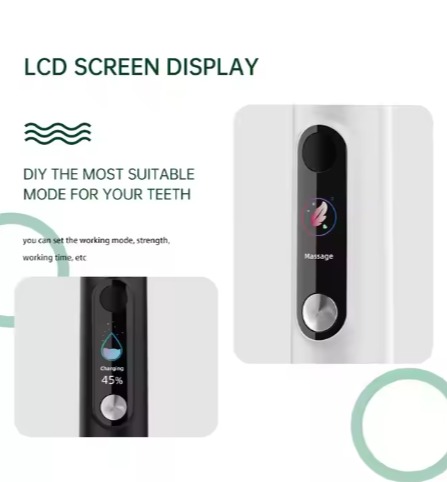 LCD SCREEN DISPLAY
DIY THE MOST SUITABLE
MODE FOR YOUR TEETH
you can set the working mode, strength,
working time, etc
Massage
Charging
45%